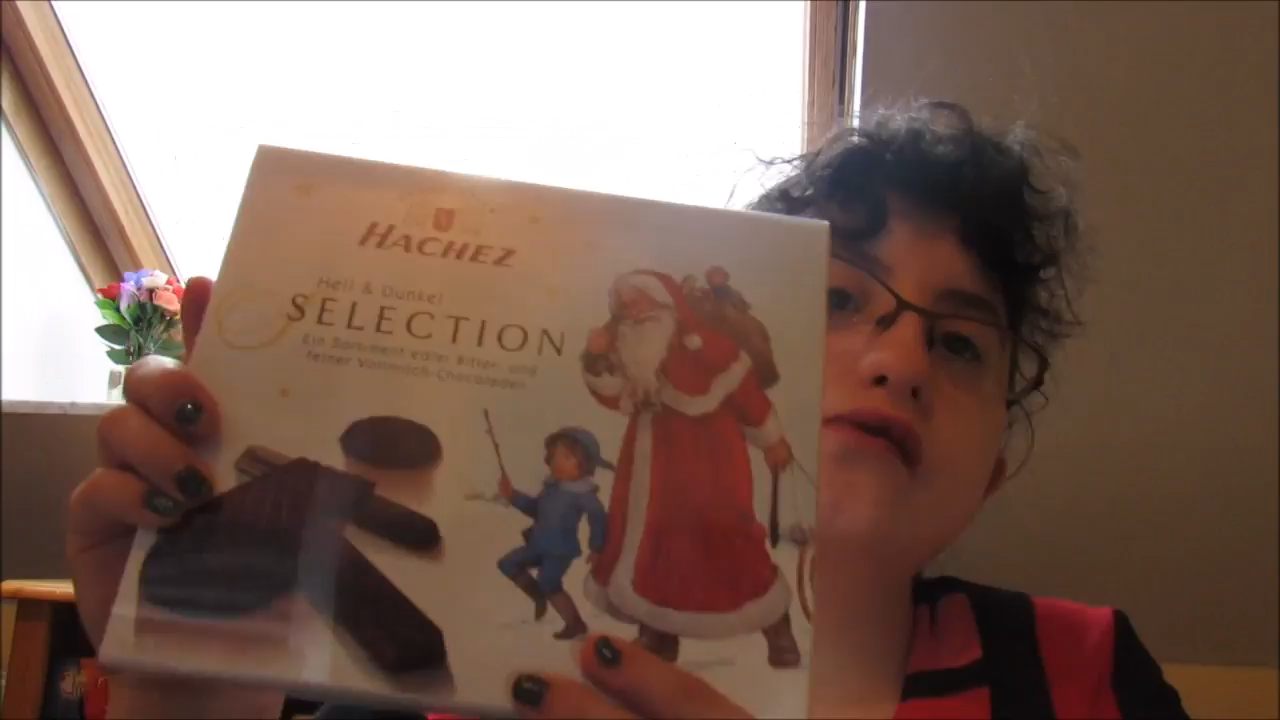 HACHEZ
Hell & Dunkel
SELECTION
Ein Sortiment edler Bitter- und
feiner Vollmilch-Chocoladen